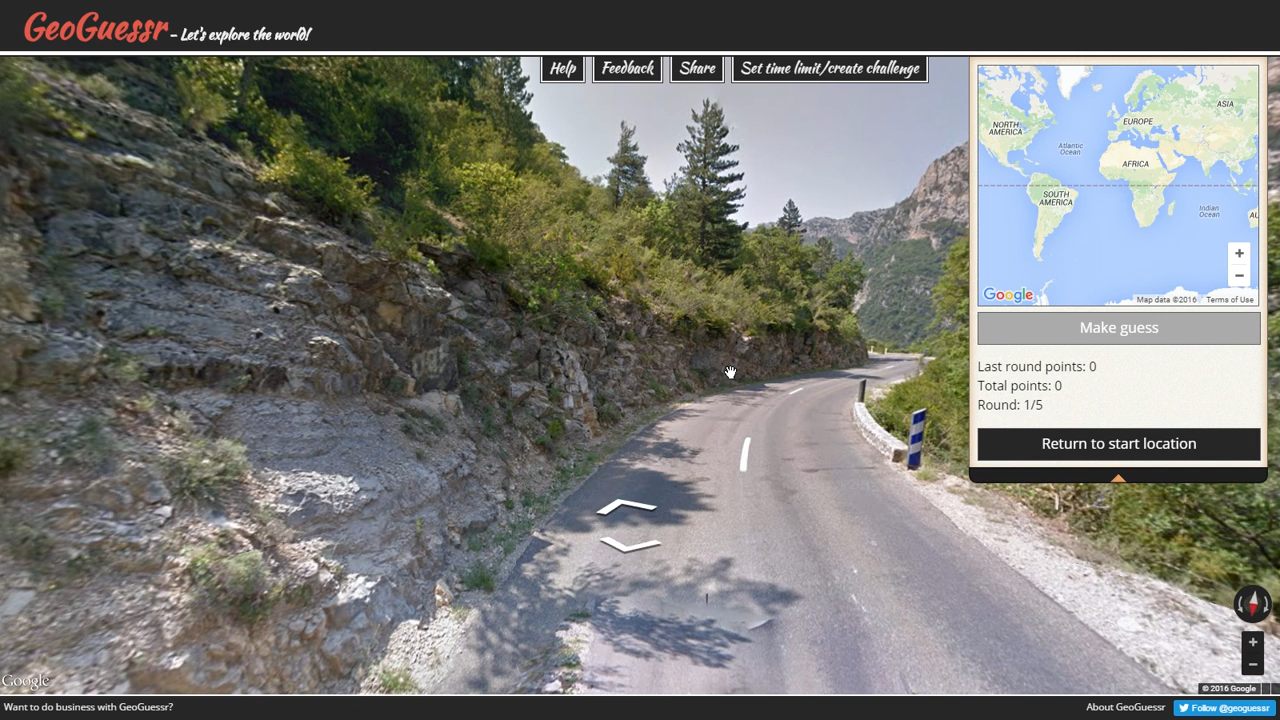 GeoGuessr - Let's explore the world!
Help
Feedback
Share
Set time limit/create challenge
NORTH
AMERICA
Atlantic
Ocean
EUROPE
ASIA
AFRICA
SOUTH
AMERICA
Indian
Ocean
AU
+
−
Google
Map data ©2016
Terms of Use
Make guess
Last round points: 0
Total points: 0
Round: 1/5
Return to start location
+
−
Google
© 2016 Google
Want to do business with GeoGuessr?
About GeoGuessr
Follow @geoguessr